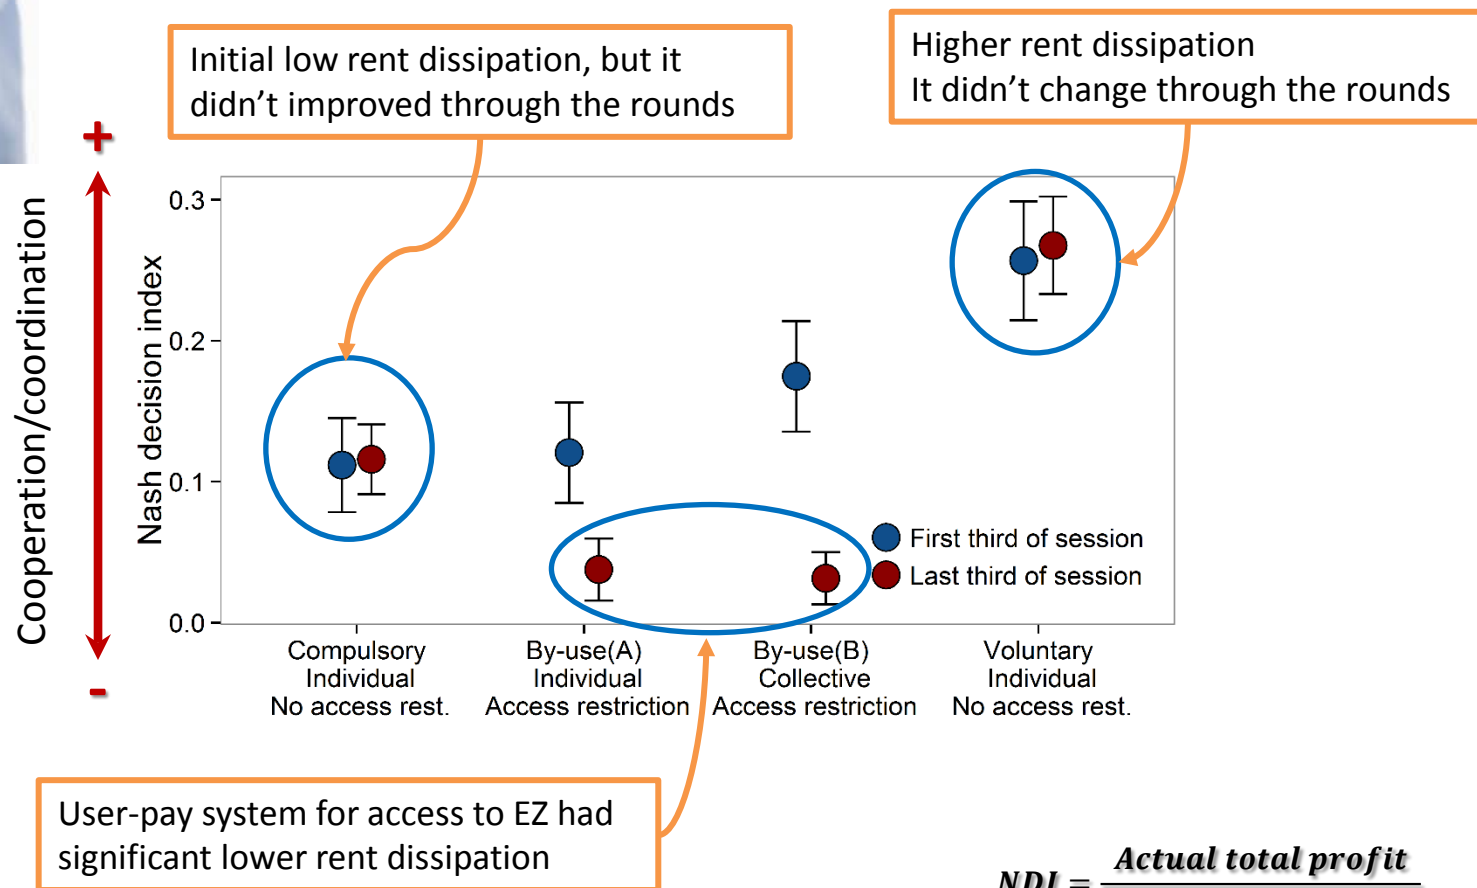 Initial low rent dissipation, but it
didn't improved through the rounds
Higher rent dissipation
It didn't change through the rounds
+
Cooperation/coordination
-
Nash decision index
0.3
0.2
0.1
0.0
First third of session
Last third of session
Compulsory
Individual
No access rest.
By-use(A)
Individual
Access restriction
By-use(B)
Collective
Access restriction
Voluntary
Individual
No access rest.
User-pay system for access to EZ had
significant lower rent dissipation
Actual total profit
NDI =